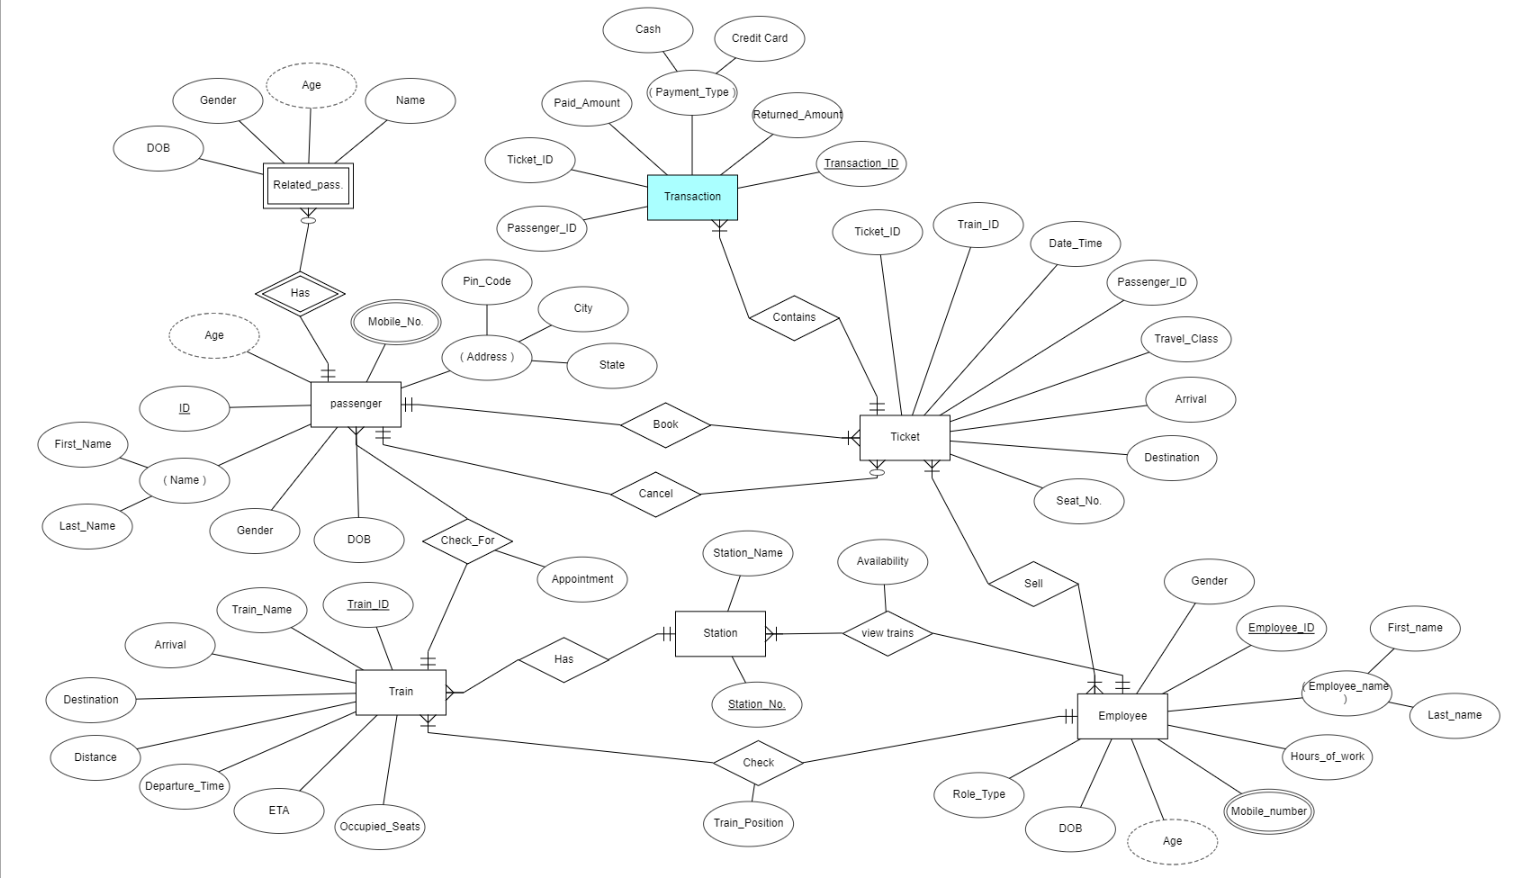 Cash
Credit Card
Age
Gender
Name
( Payment_Type )
Paid_Amount
Returned_Amount
DOB
Ticket_ID
Transaction_ID
Related_pass.
Transaction
Passenger_ID
Ticket_ID
Train_ID
Date_Time
Pin_Code
Passenger_ID
Has
City
Contains
Mobile_No.
Age
Travel_Class
( Address )
State
passenger
Arrival
ID
Book
Ticket
First_Name
Destination
( Name )
Cancel
Seat_No.
Last_Name
Gender
DOB
Check_For
Station_Name
Availability
Appointment
Sell
Gender
Train_Name
Train_ID
Employee_ID
First_name
Station
view trains
Arrival
Has
( Employee_name
)
Train
Destination
Station_No.
Employee
Last_name
Distance
Check
Hours_of_work
Departure_Time
Role_Type
ETA
Mobile_number
Occupied_Seats
Train_Position
DOB
Age